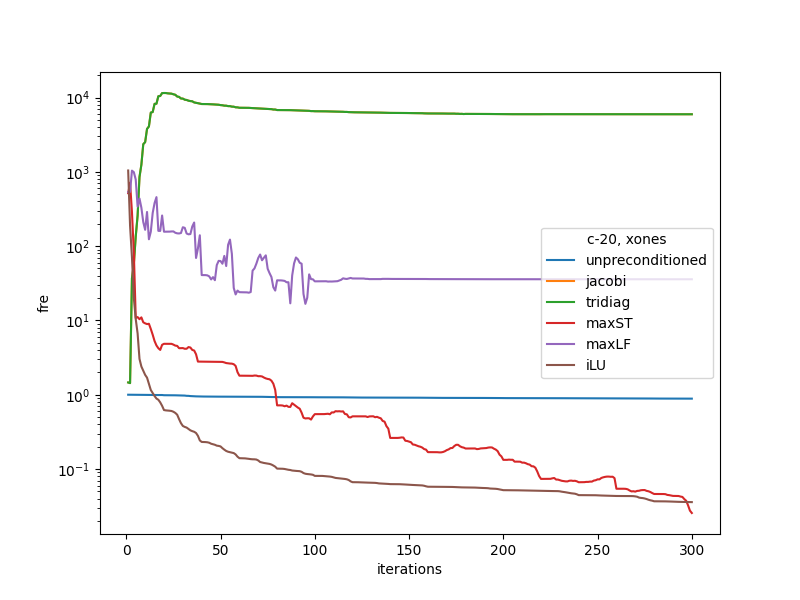 10^4
10^3
10^2
10^1
10^0
10^−1
fre
c-20, xones
unpreconditioned
jacobi
tridiag
maxST
maxLF
iLU
0 50 100 150 200 250 300
iterations